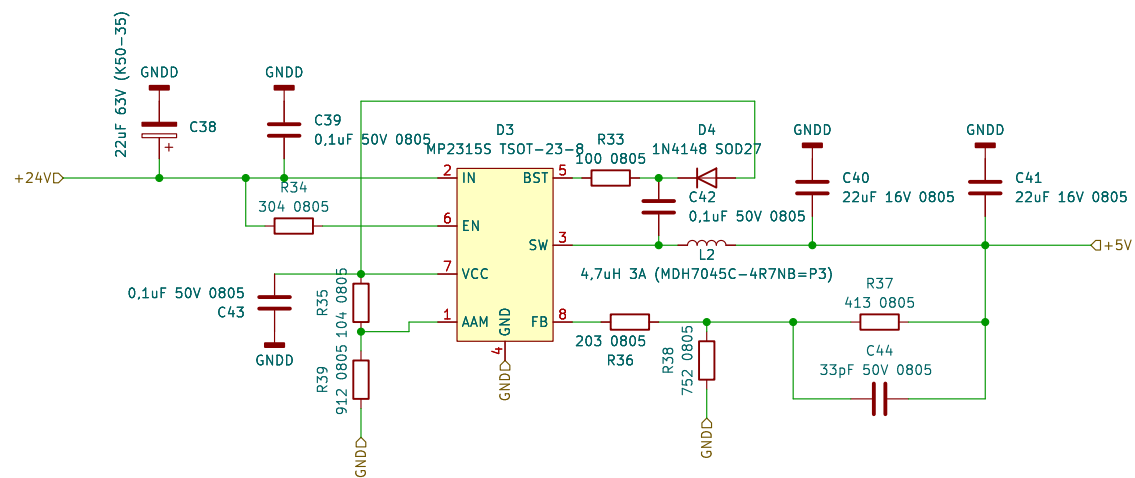 22uF 63V (K50-35)
GNDD
C38
+
GNDD
C39
0,1uF 50V 0805
D3
MP2315S TSOT-23-8
R33
100 0805
D4
1N4148 SOD27
GNDD
C40
22uF 16V 0805
GNDD
C41
22uF 16V 0805
+24V
R34
304 0805
2
IN
BST
5
C42
0,1uF 50V 0805
6
EN
SW
3
L2
4,7uH 3A (MDH7045C-4R7NB=P3)
+5V
7
VCC
0,1uF 50V 0805
C43
GNDD
R35
104 0805
1
AAM
GND
4
GNDD
FB
8
203 0805
R36
R37
413 0805
R38
752 0805
GNDD
C44
33pF 50V 0805
R39
912 0805
GNDD